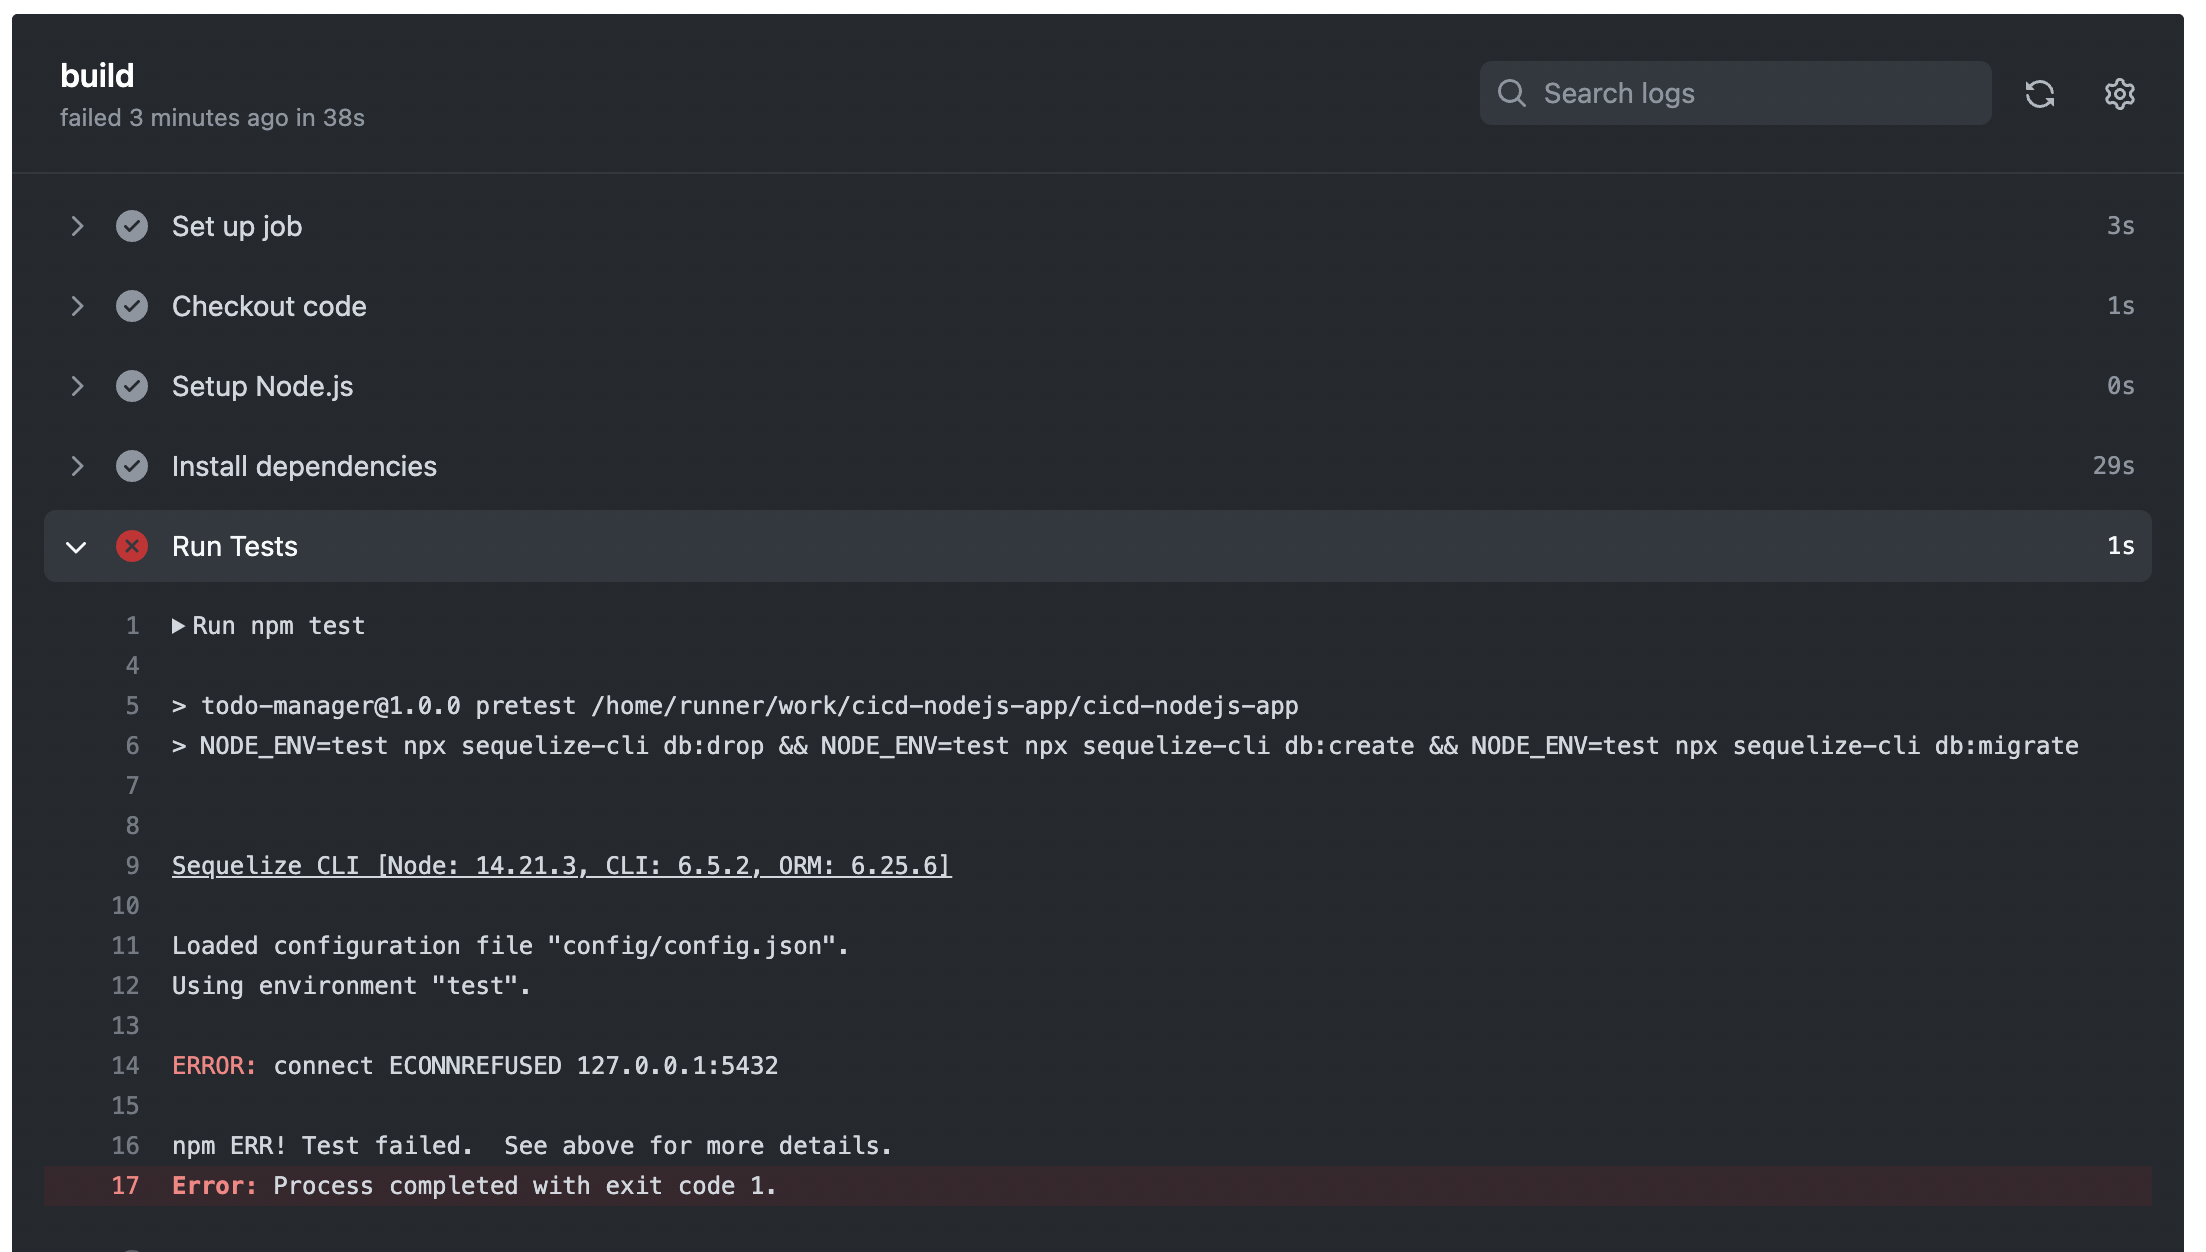 build
failed 3 minutes ago in 38s
Search logs
Set up job 3s
Checkout code 1s
Setup Node.js 0s
Install dependencies 29s
Run Tests 1s
1 Run npm test
4
5 > todo-manager@1.0.0 pretest /home/runner/work/cicd-nodejs-app/cicd-nodejs-app
6 > NODE_ENV=test npx sequelize-cli db:drop && NODE_ENV=test npx sequelize-cli db:create && NODE_ENV=test npx sequelize-cli db:migrate
7
8
9 Sequelize CLI [Node: 14.21.3, CLI: 6.5.2, ORM: 6.25.6]
10
11 Loaded configuration file "config/config.json".
12 Using environment "test".
13
14 ERROR: connect ECONNREFUSED 127.0.0.1:5432
15
16 npm ERR! Test failed.  See above for more details.
17 Error: Process completed with exit code 1.